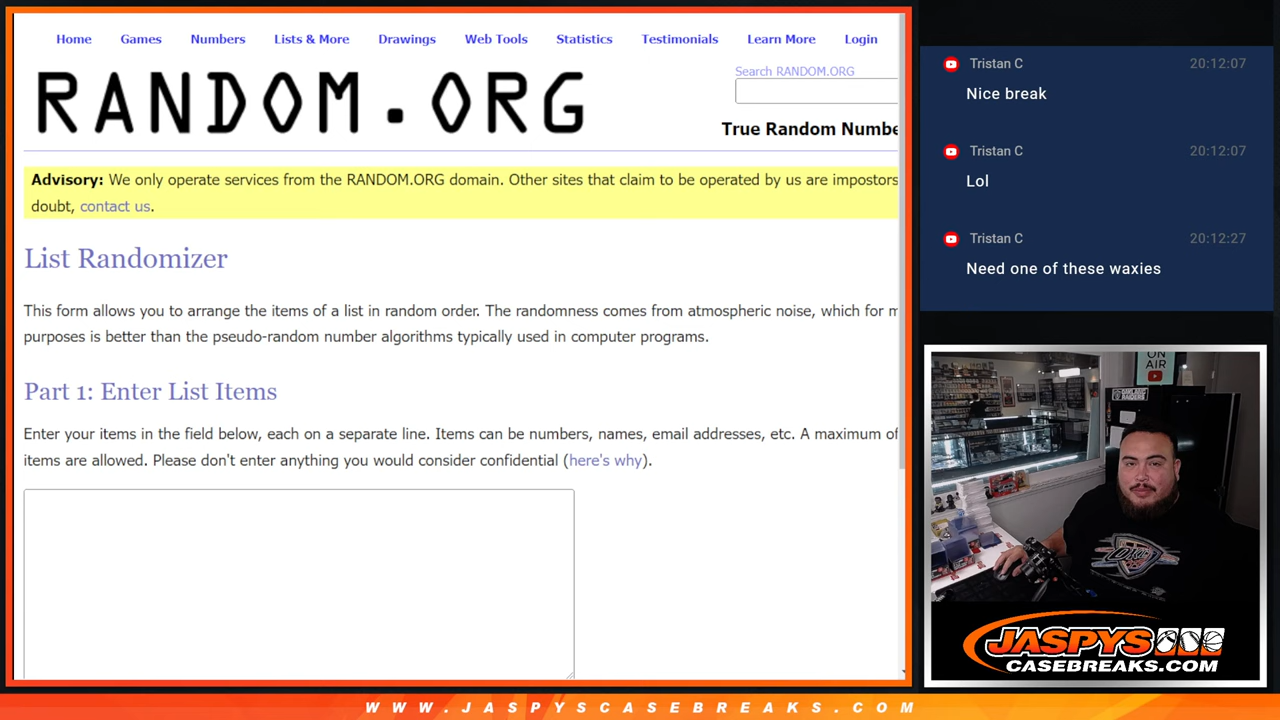 Home Games Numbers Lists & More Drawings Web Tools Statistics Testimonials Learn More Login
Search RANDOM.ORG
RANDOM.ORG
True Random Numbe
Advisory: We only operate services from the RANDOM.ORG domain. Other sites that claim to be operated by us are impostors
doubt, contact us.
List Randomizer
This form allows you to arrange the items of a list in random order. The randomness comes from atmospheric noise, which for m
purposes is better than the pseudo-random number algorithms typically used in computer programs.
Part 1: Enter List Items
Enter your items in the field below, each on a separate line. Items can be numbers, names, email addresses, etc. A maximum of
items are allowed. Please don't enter anything you would consider confidential (here's why).
Tristan C 20:12:07
Nice break
Tristan C 20:12:07
Lol
Tristan C 20:12:27
Need one of these waxies
ON
AIR
OKC
JASPYS
CASEBREAKS.COM
WWW.JASPYSCASEBREAKS.COM